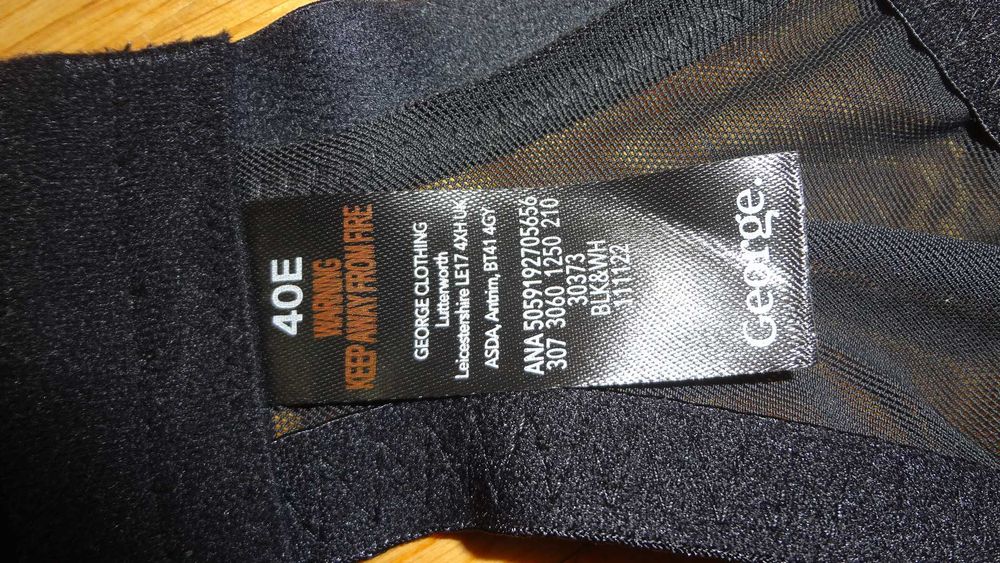 40E
WARNING
KEEP AWAY FROM FIRE
GEORGE CLOTHING
Lutterworth
Leicestershire LE17 4XH UK
ASDA, Antrim, BT41 4GY
ANA 5059192705656
307 3060 1250 210
30373
BLK&WH
111122
George.